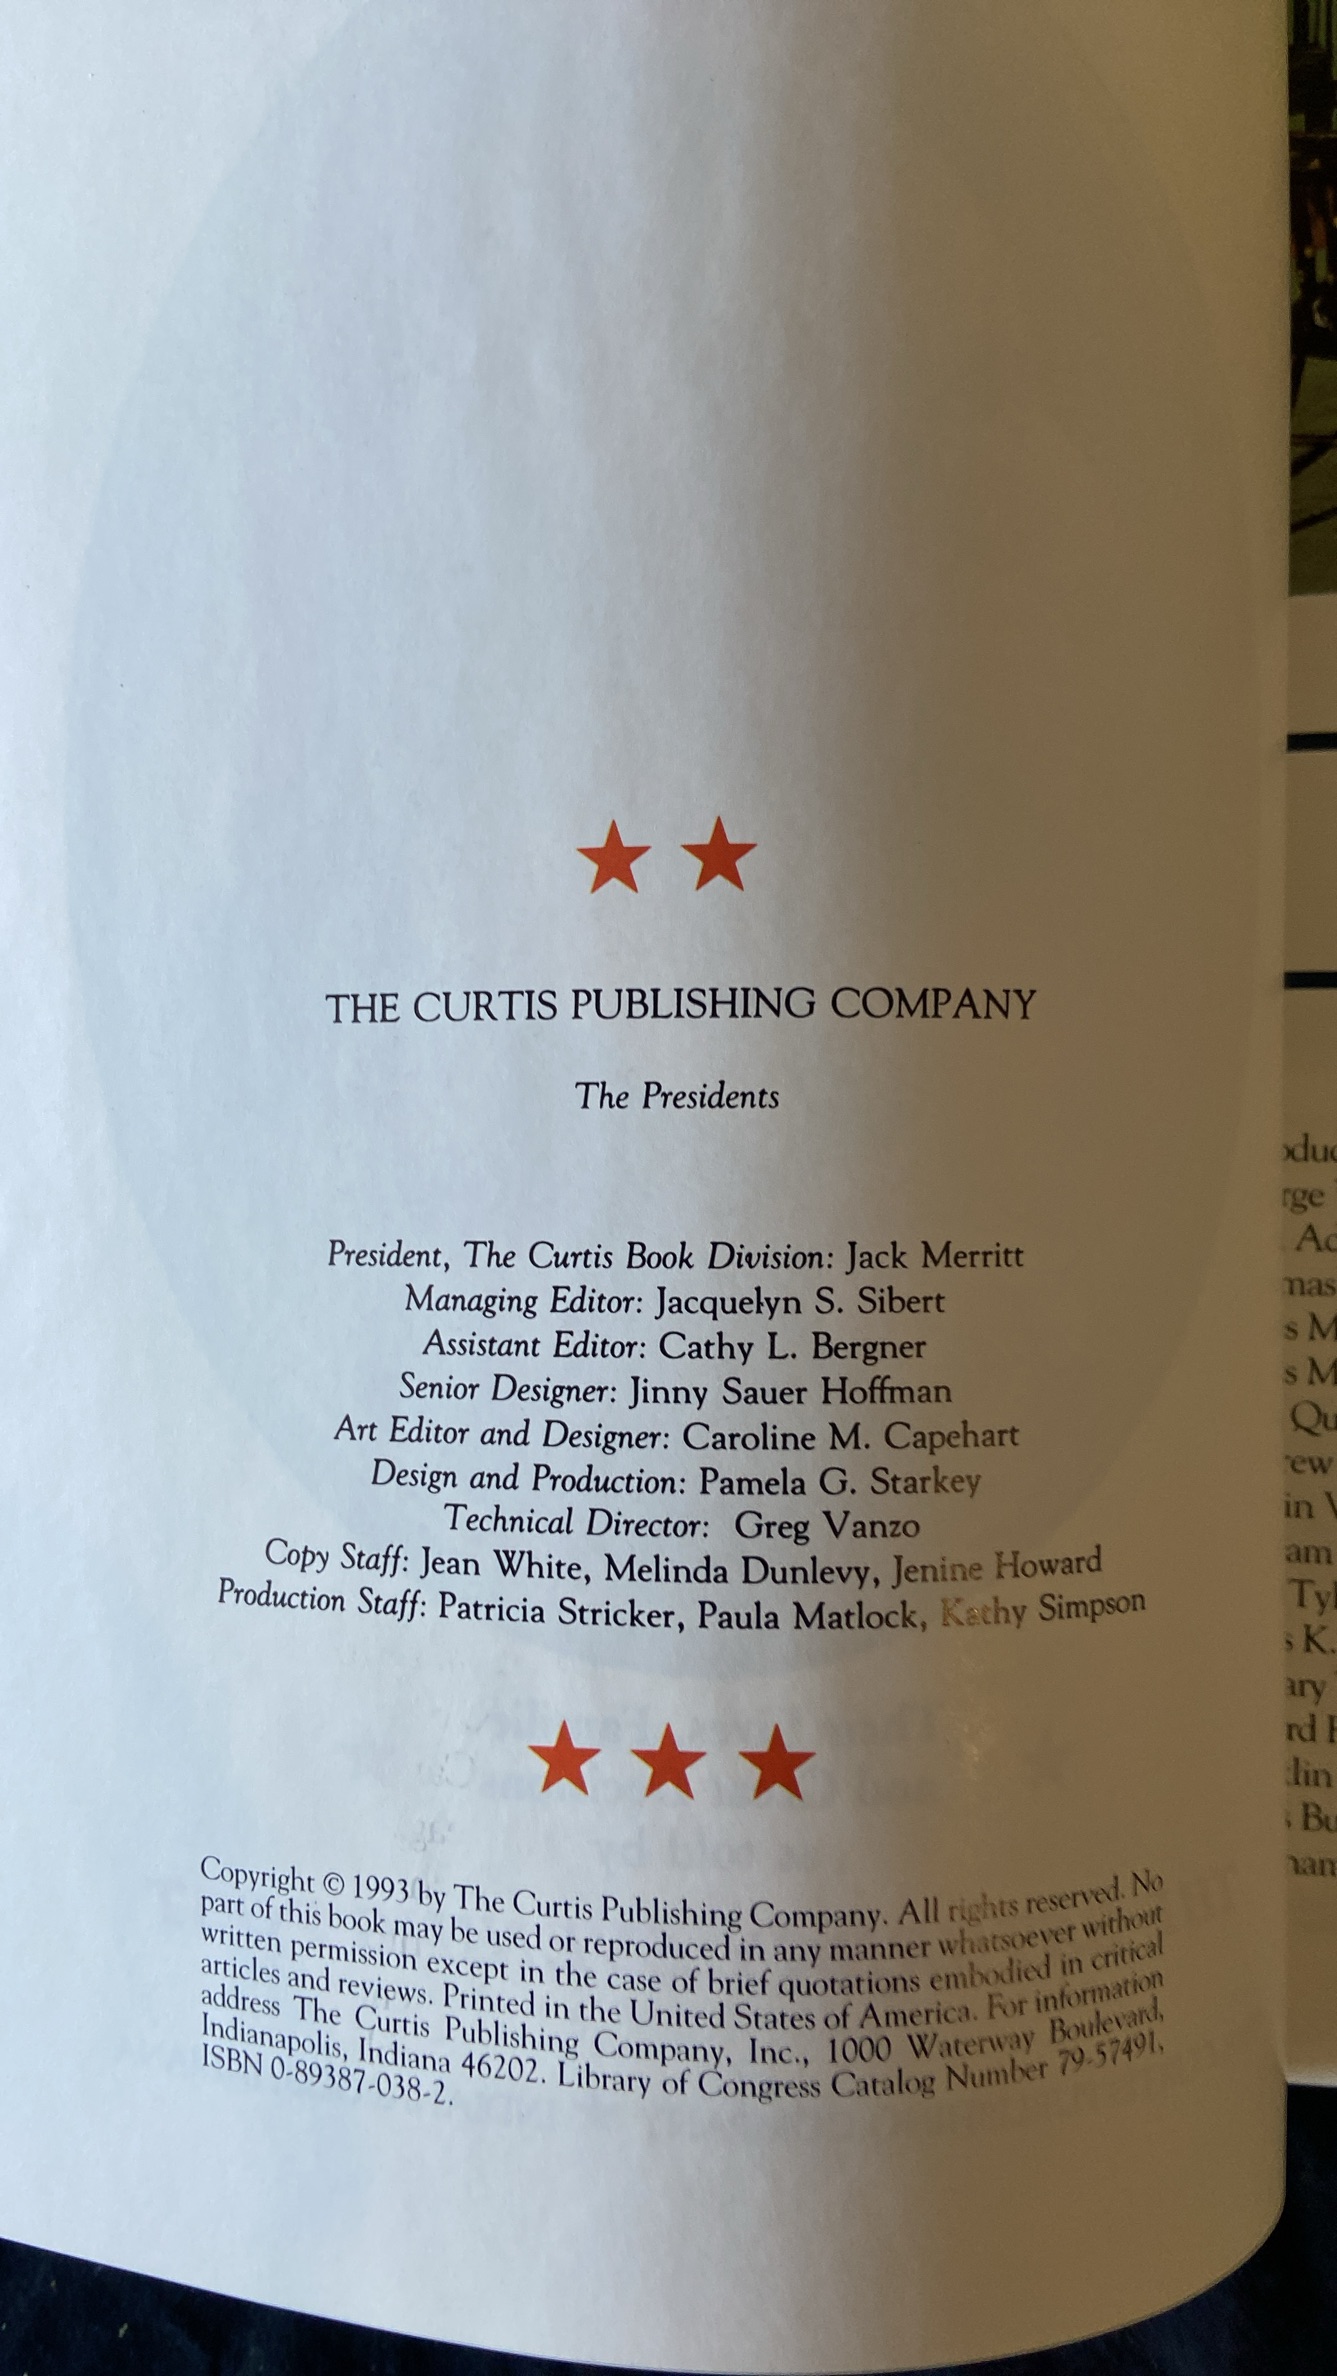 THE CURTIS PUBLISHING COMPANY
The Presidents
President, The Curtis Book Division: Jack Merritt
Managing Editor: Jacquelyn S. Sibert
Assistant Editor: Cathy L. Bergner
Senior Designer: Jinny Sauer Hoffman
Art Editor and Designer: Caroline M. Capehart
Design and Production: Pamela G. Starkey
Technical Director: Greg Vanzo
Copy Staff: Jean White, Melinda Dunlevy, Jenine Howard
Production Staff: Patricia Stricker, Paula Matlock, Kathy Simpson
Copyright © 1993 by The Curtis Publishing Company. All rights reserved. No
part of this book may be used or reproduced in any manner whatsoever without
written permission except in the case of brief quotations embodied in critical
articles and reviews. Printed in the United States of America. For information
address The Curtis Publishing Company, Inc., 1000 Waterway Boulevard,
Indianapolis, Indiana 46202. Library of Congress Catalog Number 79-57491,
ISBN 0-89387-038-2.